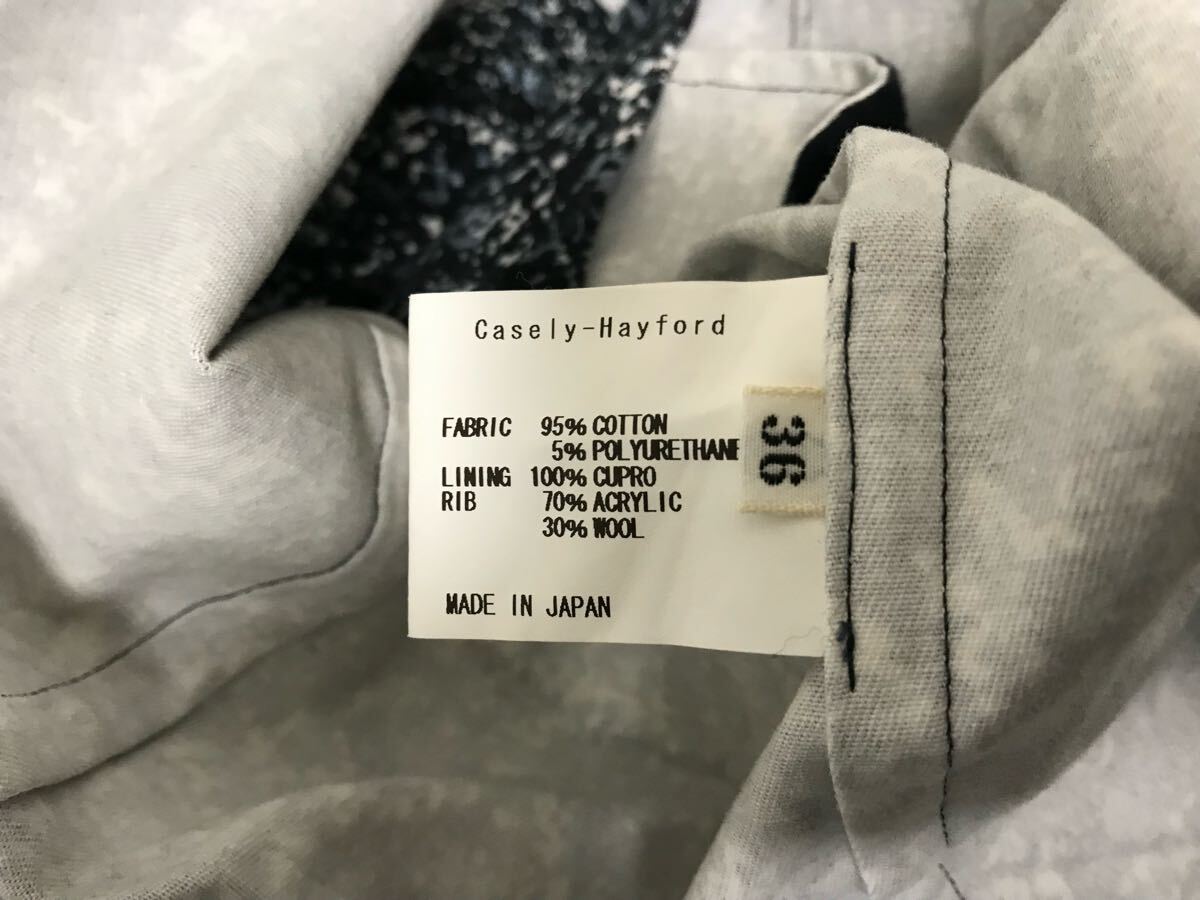 Casely-Hayford
FABRIC 95% COTTON
5% POLYURETHANE
LINING 100% CUPRO
RIB 70% ACRYLIC
30% WOOL
MADE IN JAPAN
36